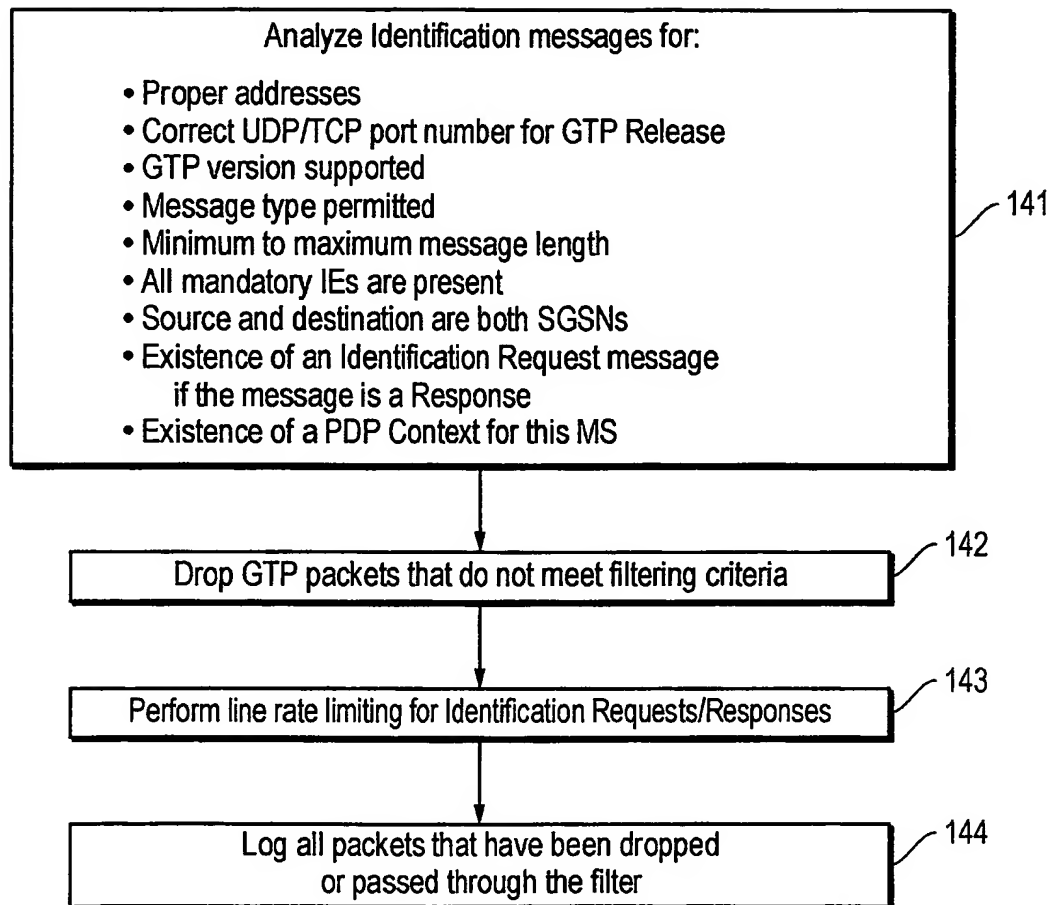 Analyze Identification messages for:
• Proper addresses
• Correct UDP/TCP port number for GTP Release
• GTP version supported
• Message type permitted
• Minimum to maximum message length
• All mandatory IEs are present
• Source and destination are both SGSNs
• Existence of an Identification Request message
if the message is a Response
• Existence of a PDP Context for this MS
141
Drop GTP packets that do not meet filtering criteria
142
Perform line rate limiting for Identification Requests/Responses
143
Log all packets that have been dropped
or passed through the filter
144